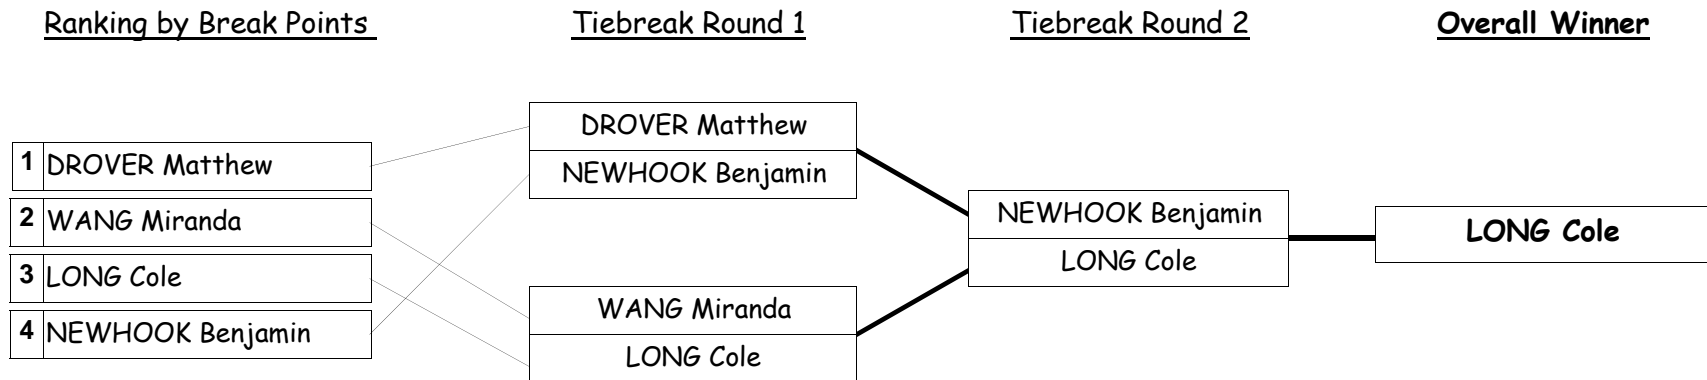 Ranking by Break Points
Tiebreak Round 1
Tiebreak Round 2
Overall Winner
1 DROVER Matthew
2 WANG Miranda
3 LONG Cole
4 NEWHOOK Benjamin
DROVER Matthew
NEWHOOK Benjamin
WANG Miranda
LONG Cole
NEWHOOK Benjamin
LONG Cole
LONG Cole